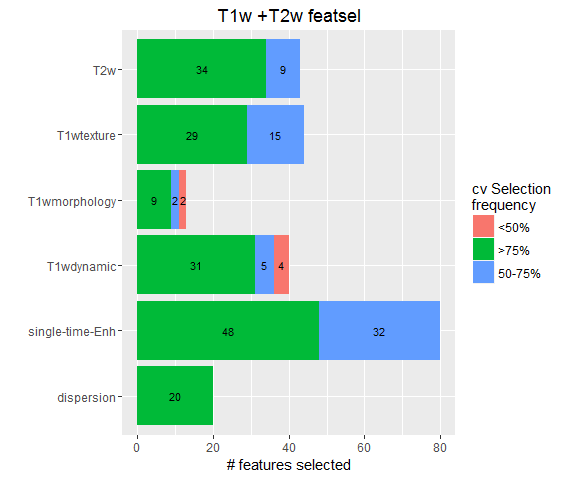 T1w +T2w featsel
T2w
34 9
T1wtexture
29 15
T1wmorphology
9 2 2
T1wdynamic
31 5 4
single-time-Enh
48 32
dispersion
20
0 20 40 60 80
# features selected
cv Selection
frequency
<50%
>75%
50-75%